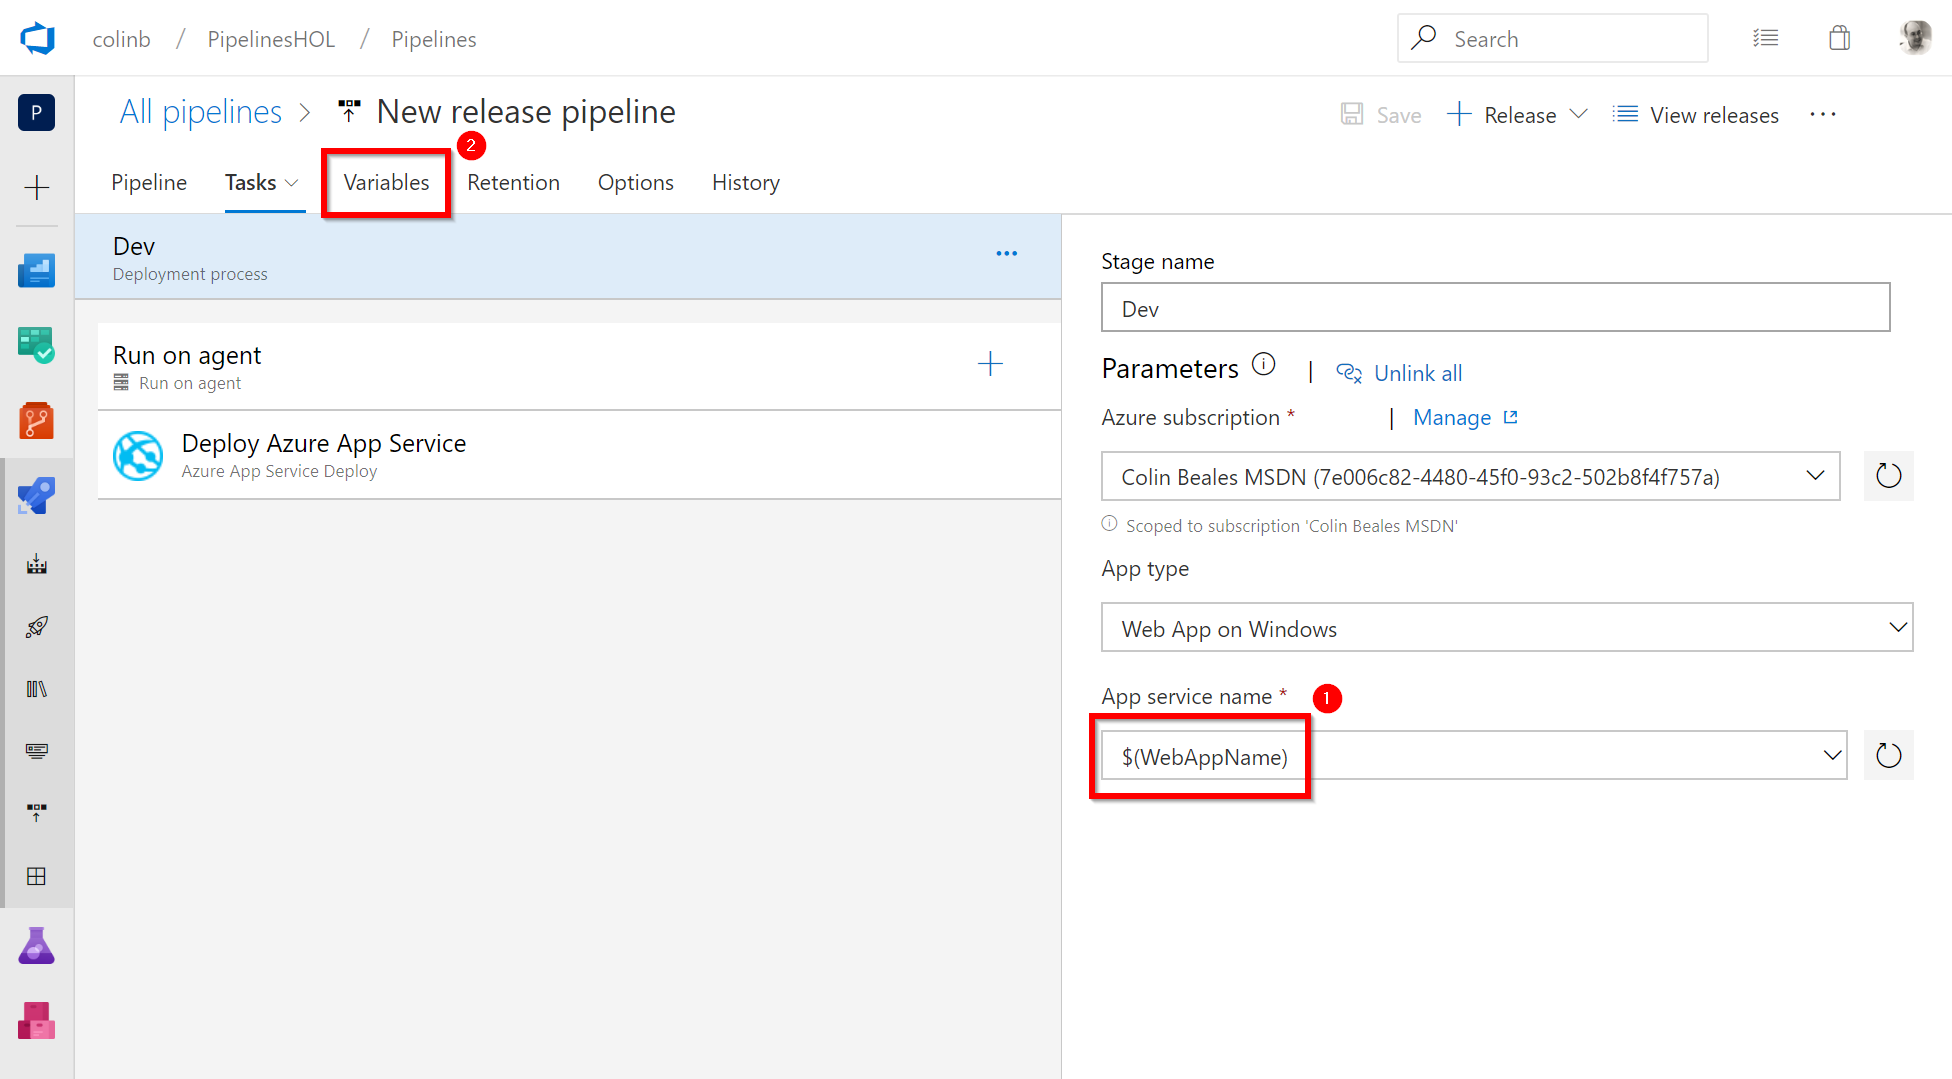 colinb / PipelinesHOL / Pipelines
Search
P
All pipelines > New release pipeline
Save
Release
View releases
...
2
Pipeline
Tasks
Variables
Retention
Options
History
Dev
Deployment process
Run on agent
Run on agent
Deploy Azure App Service
Azure App Service Deploy
Stage name
Dev
Parameters | Unlink all
Azure subscription * | Manage
Colin Beales MSDN (7e006c82-4480-45f0-93c2-502b8f4f757a)
Scoped to subscription 'Colin Beales MSDN'
App type
Web App on Windows
App service name *
1
$(WebAppName)